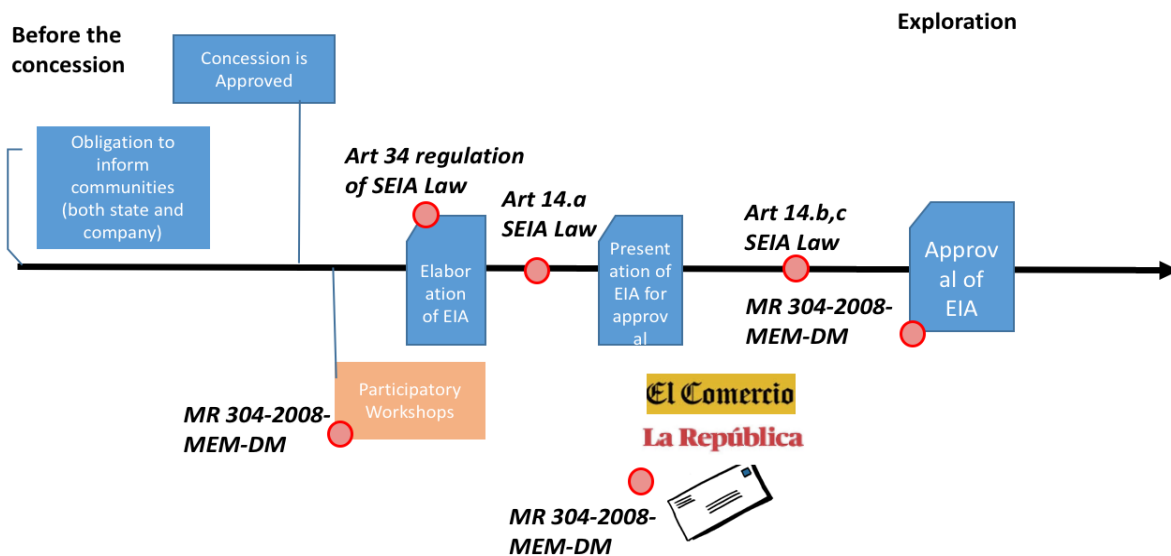 Before the
concession
Concession is
Approved
Exploration
Obligation to
inform
communities
(both state and
company)
Art 34 regulation
of SEIA Law
Art 14.a
SEIA Law
Art 14.b,c
SEIA Law
Elabor
ation
of EIA
Present
ation of
EIA for
approv
al
Approv
al of
EIA
MR 304-2008-
MEM-DM
Participatory
Workshops
MR 304-2008-
MEM-DM
El Comercio
La República
MR 304-2008-
MEM-DM